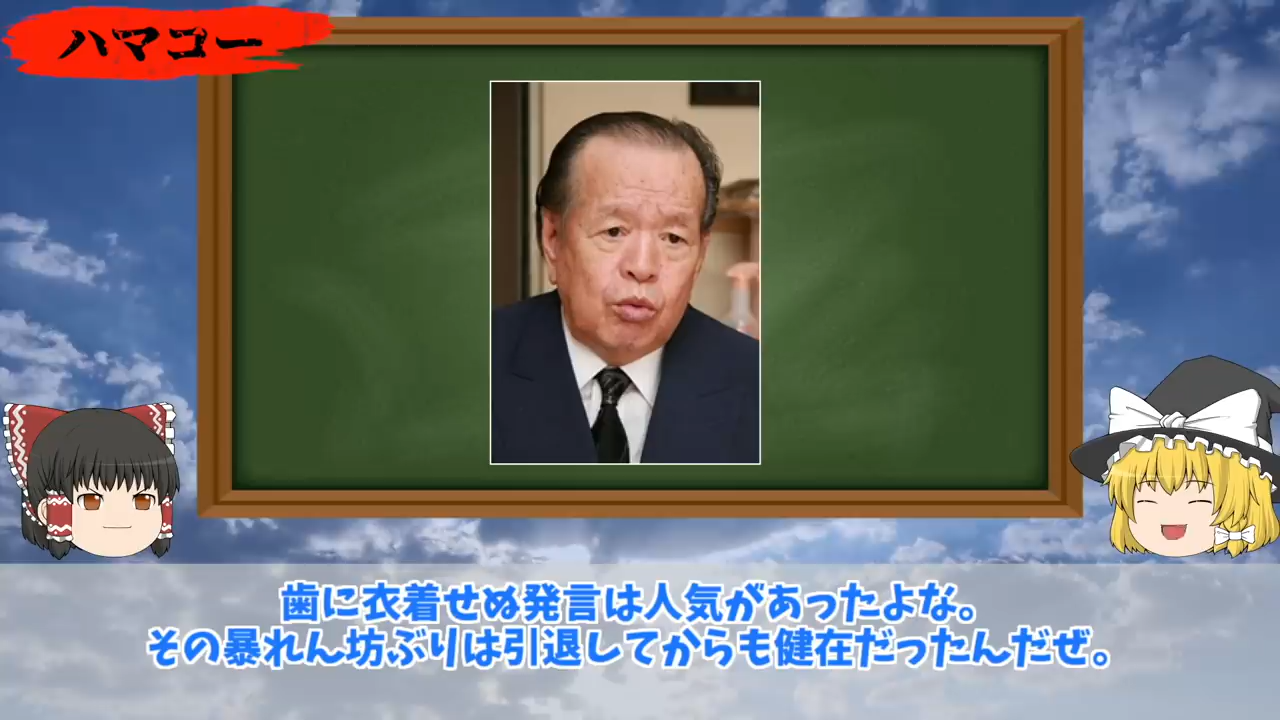 ハマコー
歯に衣着せぬ発言は人気があったよな。
その暴れん坊ぶりは引退してからも健在だったんだぜ。